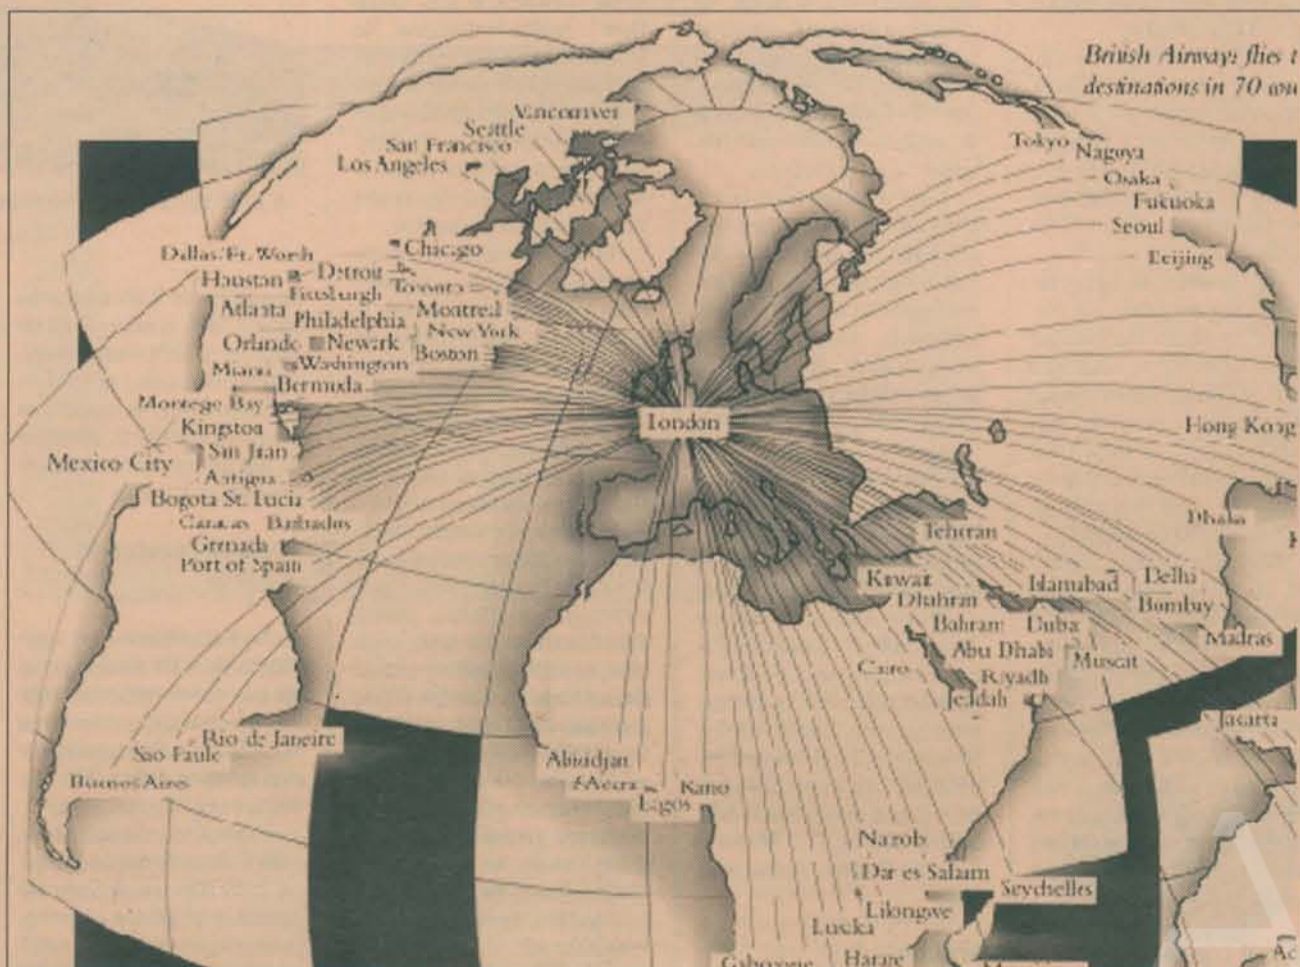 British Airways flies t
destinations in 70 cou
Vancouver
Seattle
San Francisco
Los Angeles
Tokyo
Nagoya
Osaka
Fukuoka
Seoul
Beijing
Dallas/Ft. Worth
Chicago
Houston
Detroit
Pittsburgh
Toronto
Atlanta
Philadelphia
Montreal
New York
Orlando
Newark
Boston
Miami
Washington
Bermuda
Montego Bay
Kingston
London
Hong Kong
San Juan
Mexico City
Antigua
Bogota
St. Lucia
Caracas
Barbados
Grenada
Port of Spain
Dhaka
Tehran
Kuwait
Dhahran
Islamabad
Delhi
Bombay
Bahrain
Dubai
Madras
Abu Dhabi
Muscat
Cairo
Riyadh
Jeddah
Jakarta
Rio de Janeiro
Sao Paulo
Buenos Aires
Abidjan
Accra
Lagos
Kano
Nairob
Dar es Salaam
Seychelles
Lilongwe
Lusaka
Gaborone
Harare